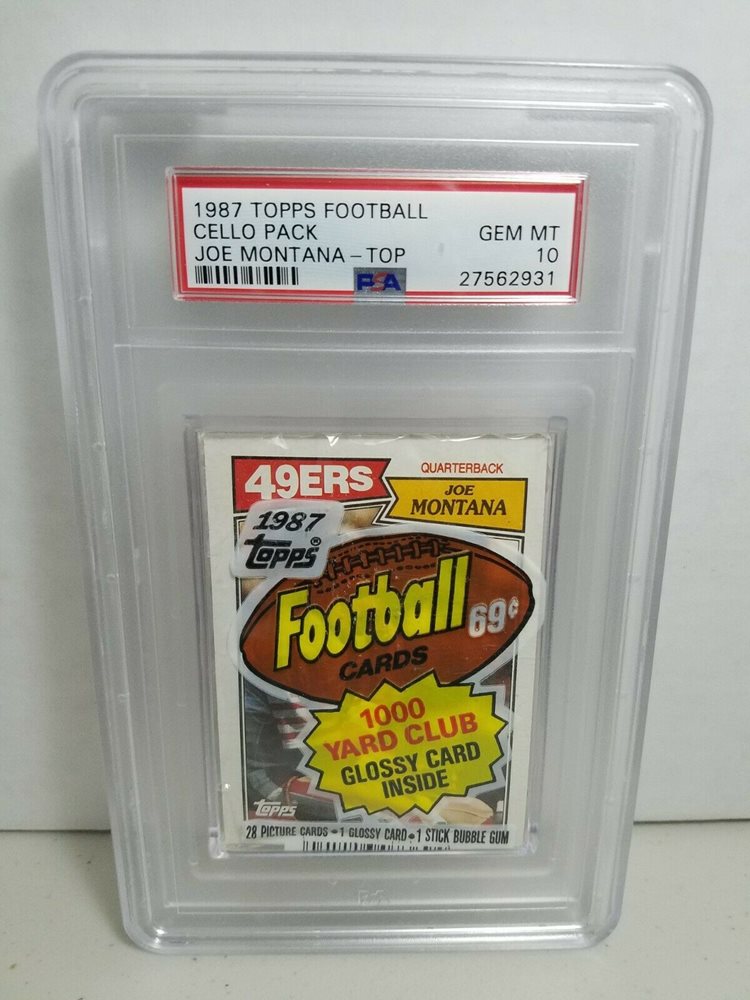 1987 TOPPS FOOTBALL
CELLO PACK
GEM MT
JOE MONTANA - TOP
10
PSA
27562931
49ERS
QUARTERBACK
JOE
MONTANA
1987
topps®
Football
69¢
CARDS
1000
YARD CLUB
GLOSSY CARD
INSIDE
topps
28 PICTURE CARDS • 1 GLOSSY CARD • 1 STICK BUBBLE GUM